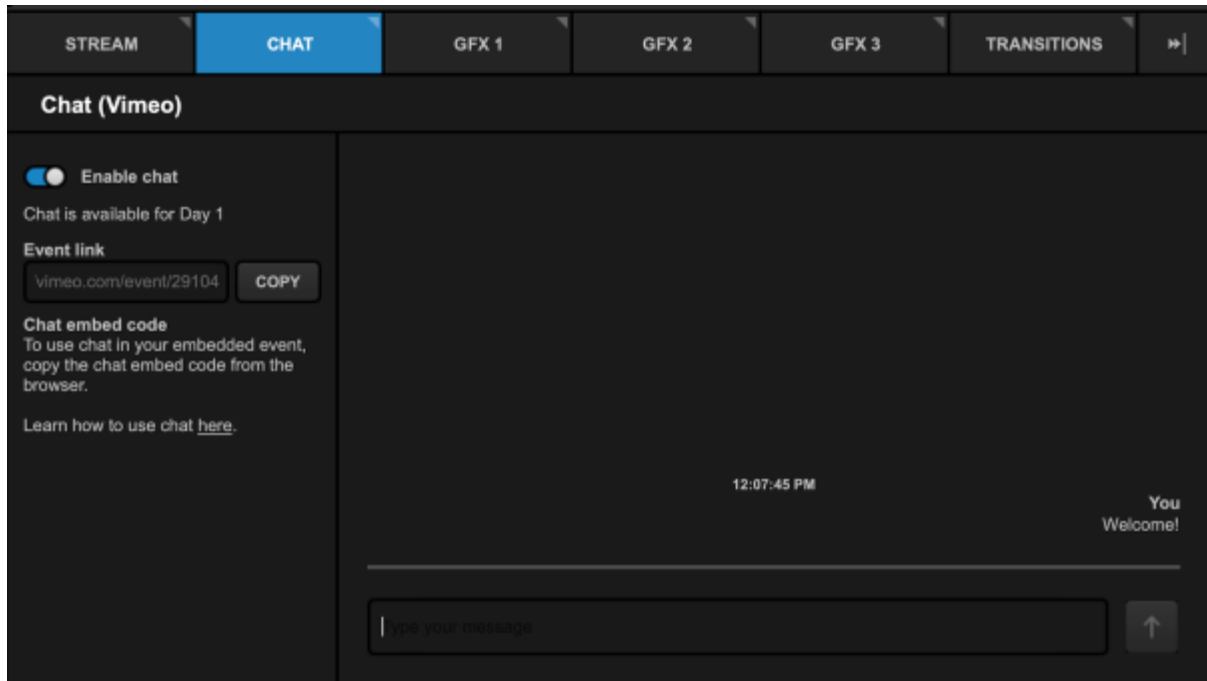 STREAM
CHAT
GFX 1
GFX 2
GFX 3
TRANSITIONS
Chat (Vimeo)
Enable chat
Chat is available for Day 1
Event link
vimeo.com/event/29104
COPY
Chat embed code
To use chat in your embedded event,
copy the chat embed code from the
browser.
Learn how to use chat here.
12:07:45 PM
You
Welcome!
Type your message